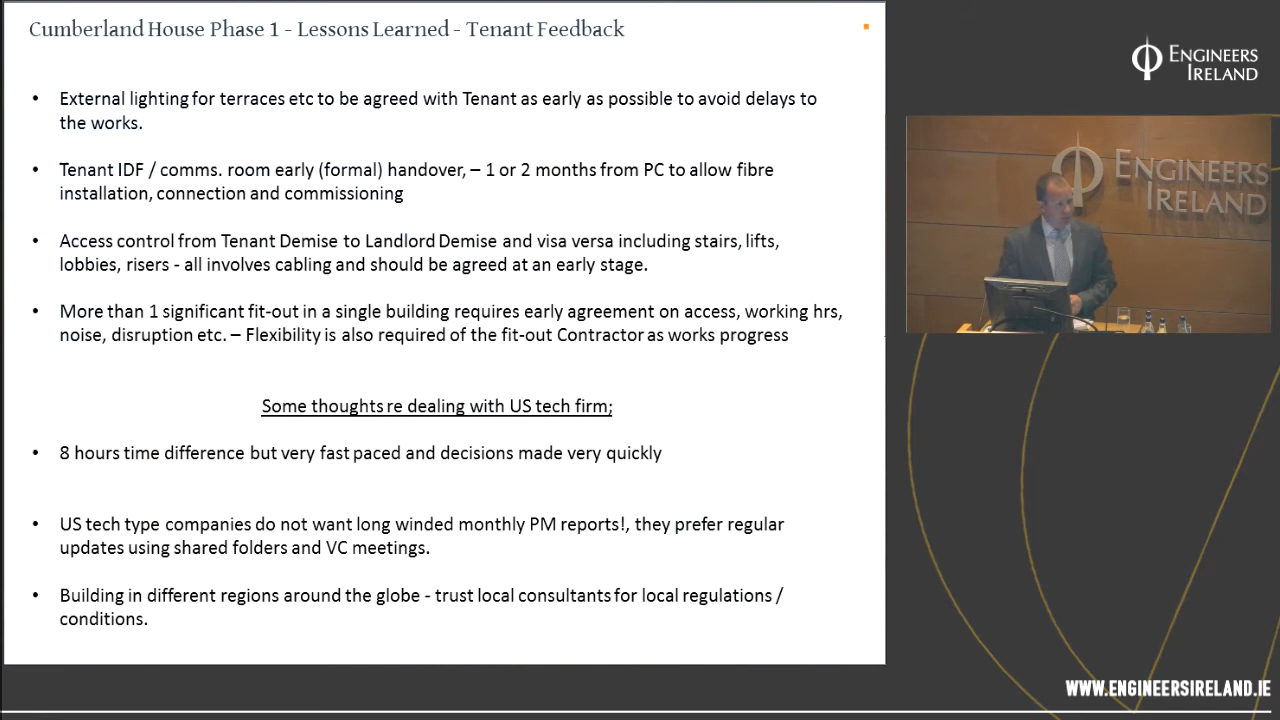 Cumberland House Phase 1 - Lessons Learned - Tenant Feedback
• External lighting for terraces etc to be agreed with Tenant as early as possible to avoid delays to
the works.
• Tenant IDF / comms. room early (formal) handover, – 1 or 2 months from PC to allow fibre
installation, connection and commissioning
• Access control from Tenant Demise to Landlord Demise and visa versa including stairs, lifts,
lobbies, risers - all involves cabling and should be agreed at an early stage.
• More than 1 significant fit-out in a single building requires early agreement on access, working hrs,
noise, disruption etc. – Flexibility is also required of the fit-out Contractor as works progress
Some thoughts re dealing with US tech firm;
• 8 hours time difference but very fast paced and decisions made very quickly
• US tech type companies do not want long winded monthly PM reports!, they prefer regular
updates using shared folders and VC meetings.
• Building in different regions around the globe - trust local consultants for local regulations /
conditions.
ENGINEERS
IRELAND
ENGINEERS
IRELAND
WWW.ENGINEERSIRELAND.IE